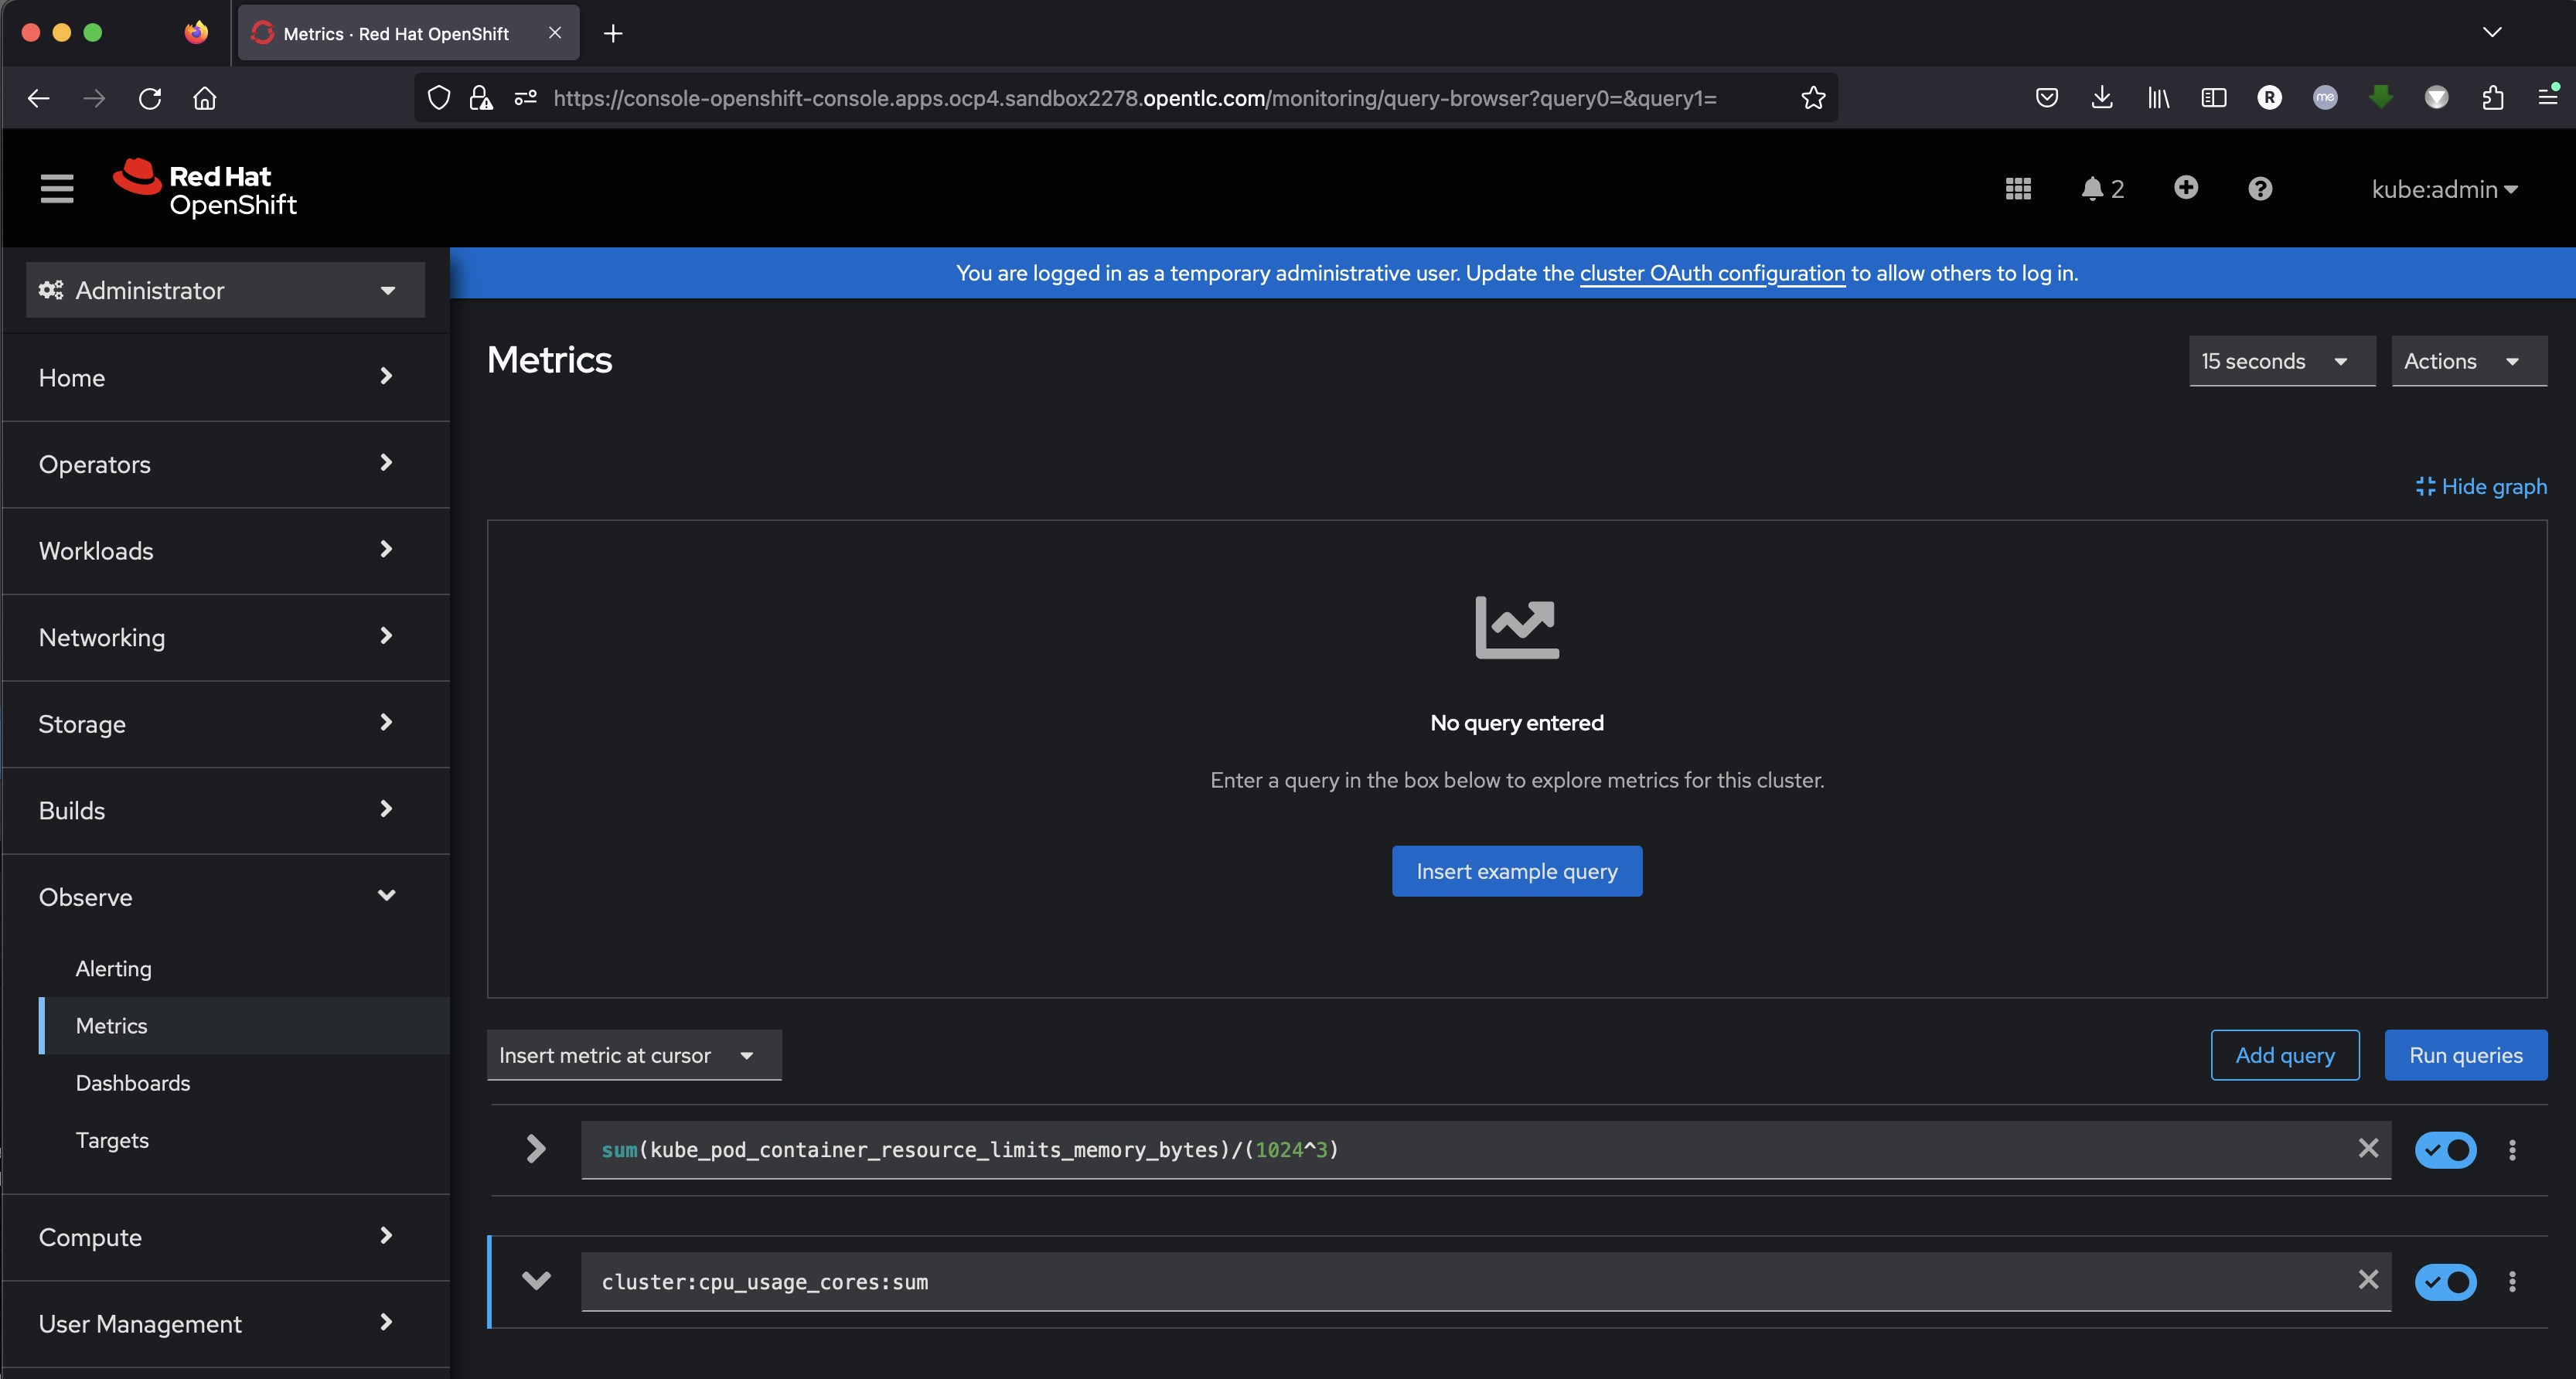 Metrics · Red Hat OpenShift
https://console-openshift-console.apps.ocp4.sandbox2278.opentlc.com/monitoring/query-browser?query0=&query1=
R
me
Red Hat
OpenShift
2
kube:admin
Administrator
You are logged in as a temporary administrative user. Update the cluster OAuth configuration to allow others to log in.
Home
Operators
Workloads
Networking
Storage
Builds
Observe
Alerting
Metrics
Dashboards
Targets
Compute
User Management
Metrics
15 seconds
Actions
Hide graph
No query entered
Enter a query in the box below to explore metrics for this cluster.
Insert example query
Insert metric at cursor
Add query
Run queries
sum(kube_pod_container_resource_limits_memory_bytes)/(1024^3)
cluster:cpu_usage_cores:sum